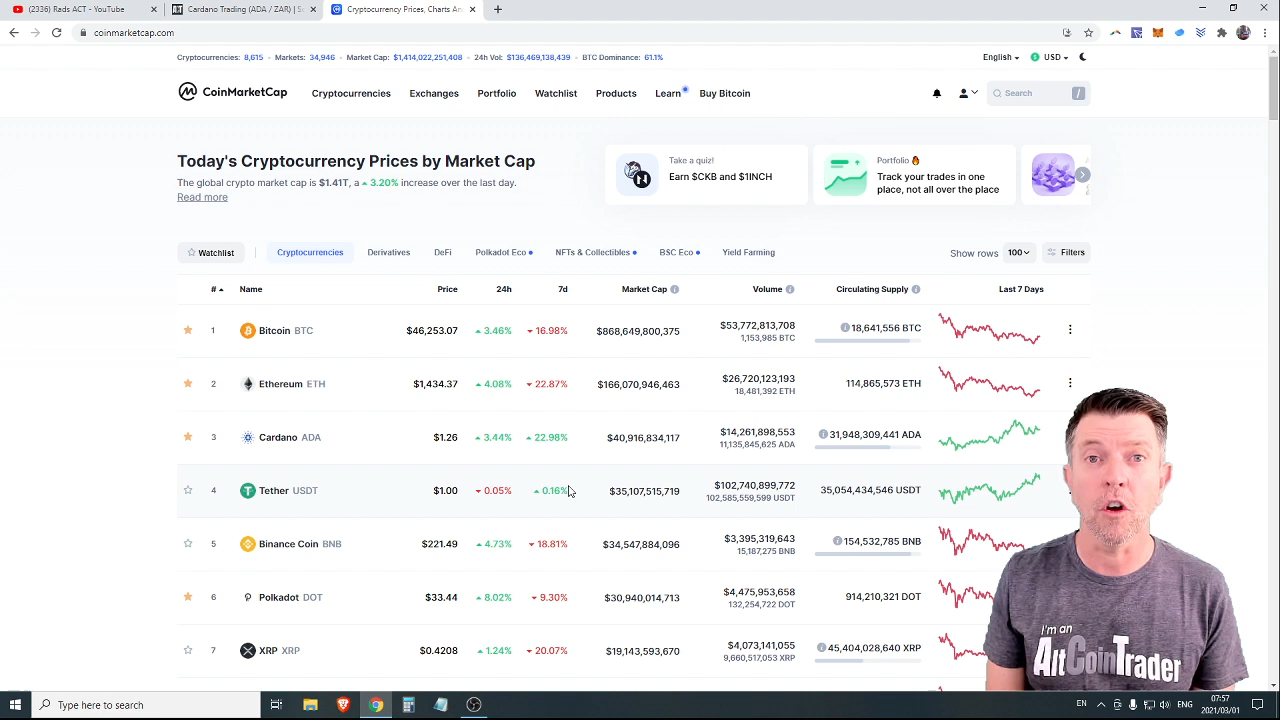 (2336) Rads ACT - YouTube
Cardano Trading (ADA / ZAR) | S
Cryptocurrency Prices, Charts An
coinmarketcap.com
Cryptocurrencies: 8,615 Markets: 34,946 Market Cap: $1,414,022,251,408 24h Vol: $136,469,138,439 BTC Dominance: 61.1%
English USD
CoinMarketCap Cryptocurrencies Exchanges Portfolio Watchlist Products Learn Buy Bitcoin Search /
Today's Cryptocurrency Prices by Market Cap
The global crypto market cap is $1.41T, a 3.20% increase over the last day.
Read more
Take a quiz!
Earn $CKB and $1INCH
Portfolio
Track your trades in one
place, not all over the place
Watchlist Cryptocurrencies Derivatives DeFi Polkadot Eco NFTs & Collectibles BSC Eco Yield Farming Show rows 100 Filters
# Name Price 24h 7d Market Cap Volume Circulating Supply Last 7 Days
1 Bitcoin BTC $46,253.07 3.46% 16.98% $868,649,800,375 $53,772,813,708 18,641,556 BTC
1,153,985 BTC
2 Ethereum ETH $1,434.37 4.08% 22.87% $166,070,946,463 $26,720,123,193 114,865,573 ETH
18,481,392 ETH
3 Cardano ADA $1.26 3.44% 22.98% $40,916,834,117 $14,261,898,553 31,948,309,441 ADA
11,135,845,625 ADA
4 Tether USDT $1.00 0.05% 0.16% $35,107,515,719 $102,740,899,772 35,054,434,546 USDT
102,585,559,599 USDT
5 Binance Coin BNB $221.49 4.73% 18.81% $34,547,884,096 $3,395,319,643 154,532,785 BNB
15,187,275 BNB
6 Polkadot DOT $33.44 8.02% 9.30% $30,940,014,713 $4,475,953,658 914,210,321 DOT
132,254,722 DOT
7 XRP XRP $0.4208 1.24% 20.07% $19,143,593,670 $4,073,141,055 45,404,028,640 XRP
9,660,517,053 XRP
I'm an
AltCoinTrader
Type here to search
EN
07:57
2021/03/01